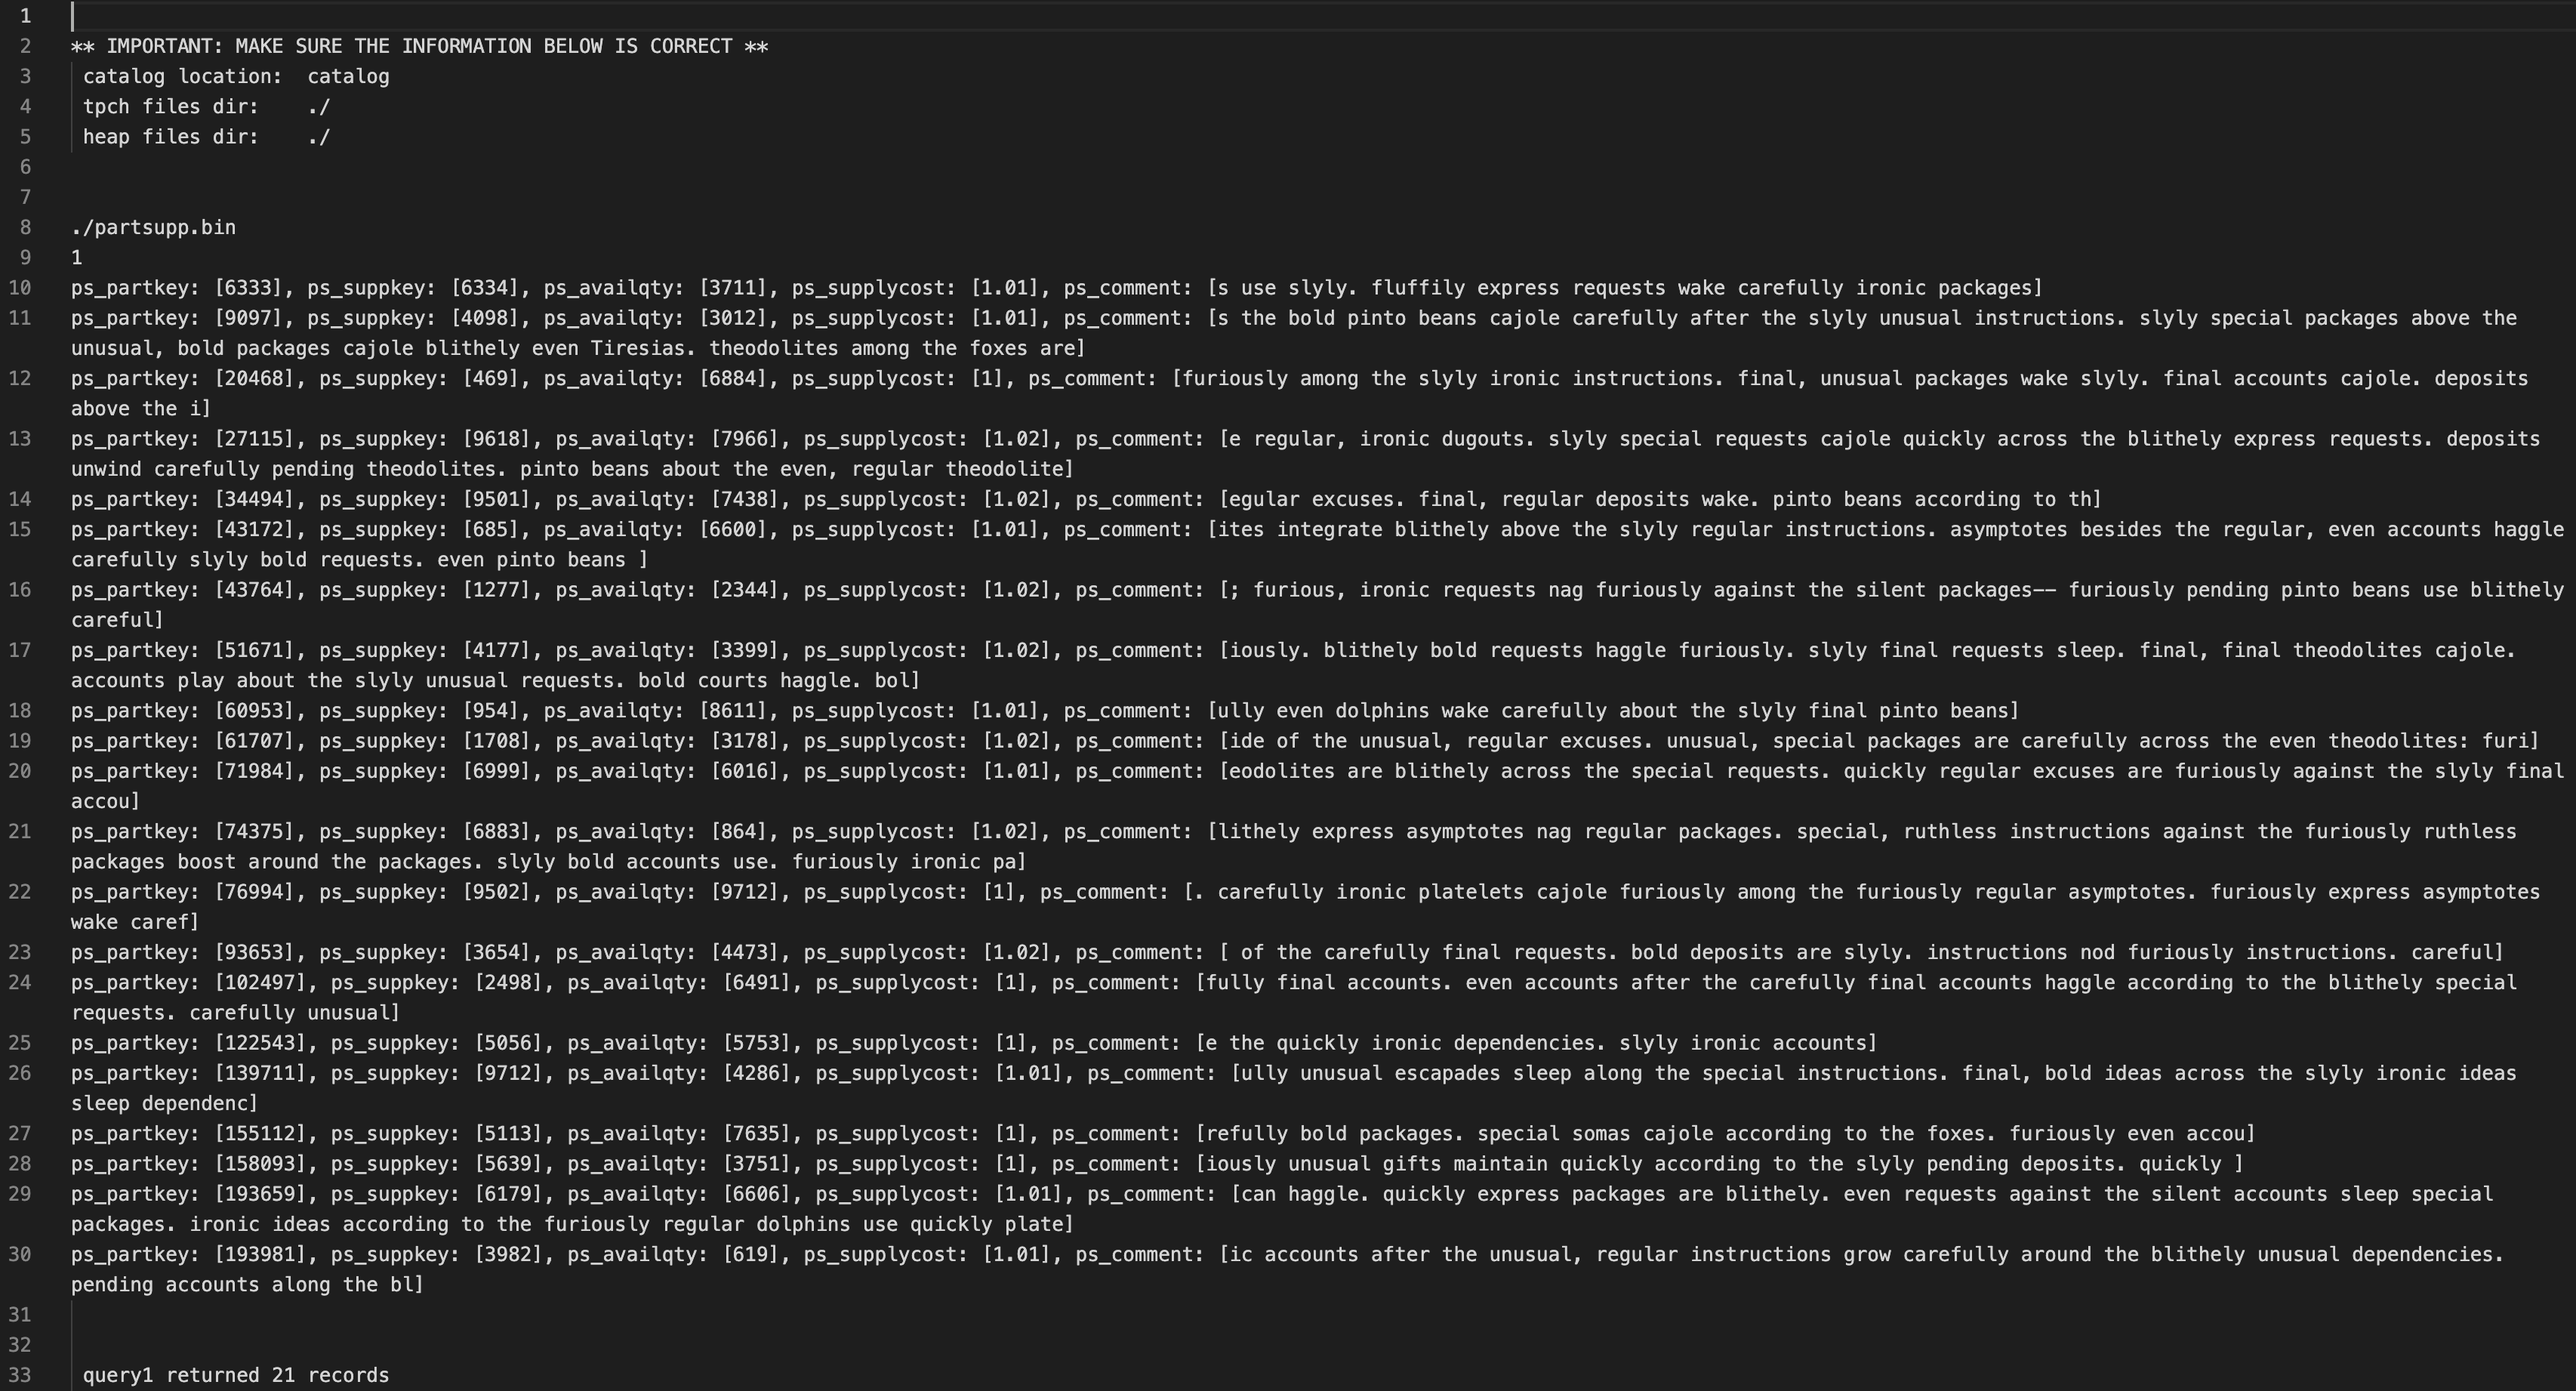 1
2 ** IMPORTANT: MAKE SURE THE INFORMATION BELOW IS CORRECT **
3 catalog location: catalog
4 tpch files dir: ./
5 heap files dir: ./
6
7
8 ./partsupp.bin
9 1
10 ps_partkey: [6333], ps_suppkey: [6334], ps_availqty: [3711], ps_supplycost: [1.01], ps_comment: [s use slyly. fluffily express requests wake carefully ironic packages]
11 ps_partkey: [9097], ps_suppkey: [4098], ps_availqty: [3012], ps_supplycost: [1.01], ps_comment: [s the bold pinto beans cajole carefully after the slyly unusual instructions. slyly special packages above the
unusual, bold packages cajole blithely even Tiresias. theodolites among the foxes are]
12 ps_partkey: [20468], ps_suppkey: [469], ps_availqty: [6884], ps_supplycost: [1], ps_comment: [furiously among the slyly ironic instructions. final, unusual packages wake slyly. final accounts cajole. deposits
above the i]
13 ps_partkey: [27115], ps_suppkey: [9618], ps_availqty: [7966], ps_supplycost: [1.02], ps_comment: [e regular, ironic dugouts. slyly special requests cajole quickly across the blithely express requests. deposits
unwind carefully pending theodolites. pinto beans about the even, regular theodolite]
14 ps_partkey: [34494], ps_suppkey: [9501], ps_availqty: [7438], ps_supplycost: [1.02], ps_comment: [egular excuses. final, regular deposits wake. pinto beans according to th]
15 ps_partkey: [43172], ps_suppkey: [685], ps_availqty: [6600], ps_supplycost: [1.01], ps_comment: [ites integrate blithely above the slyly regular instructions. asymptotes besides the regular, even accounts haggle
carefully slyly bold requests. even pinto beans ]
16 ps_partkey: [43764], ps_suppkey: [1277], ps_availqty: [2344], ps_supplycost: [1.02], ps_comment: [; furious, ironic requests nag furiously against the silent packages-- furiously pending pinto beans use blithely
careful]
17 ps_partkey: [51671], ps_suppkey: [4177], ps_availqty: [3399], ps_supplycost: [1.02], ps_comment: [iously. blithely bold requests haggle furiously. slyly final requests sleep. final, final theodolites cajole.
accounts play about the slyly unusual requests. bold courts haggle. bol]
18 ps_partkey: [60953], ps_suppkey: [954], ps_availqty: [8611], ps_supplycost: [1.01], ps_comment: [ully even dolphins wake carefully about the slyly final pinto beans]
19 ps_partkey: [61707], ps_suppkey: [1708], ps_availqty: [3178], ps_supplycost: [1.02], ps_comment: [ide of the unusual, regular excuses. unusual, special packages are carefully across the even theodolites: furi]
20 ps_partkey: [71984], ps_suppkey: [6999], ps_availqty: [6016], ps_supplycost: [1.01], ps_comment: [eodolites are blithely across the special requests. quickly regular excuses are furiously against the slyly final
accou]
21 ps_partkey: [74375], ps_suppkey: [6883], ps_availqty: [864], ps_supplycost: [1.02], ps_comment: [lithely express asymptotes nag regular packages. special, ruthless instructions against the furiously ruthless
packages boost around the packages. slyly bold accounts use. furiously ironic pa]
22 ps_partkey: [76994], ps_suppkey: [9502], ps_availqty: [9712], ps_supplycost: [1], ps_comment: [. carefully ironic platelets cajole furiously among the furiously regular asymptotes. furiously express asymptotes
wake caref]
23 ps_partkey: [93653], ps_suppkey: [3654], ps_availqty: [4473], ps_supplycost: [1.02], ps_comment: [ of the carefully final requests. bold deposits are slyly. instructions nod furiously instructions. careful]
24 ps_partkey: [102497], ps_suppkey: [2498], ps_availqty: [6491], ps_supplycost: [1], ps_comment: [fully final accounts. even accounts after the carefully final accounts haggle according to the blithely special
requests. carefully unusual]
25 ps_partkey: [122543], ps_suppkey: [5056], ps_availqty: [5753], ps_supplycost: [1], ps_comment: [e the quickly ironic dependencies. slyly ironic accounts]
26 ps_partkey: [139711], ps_suppkey: [9712], ps_availqty: [4286], ps_supplycost: [1.01], ps_comment: [ully unusual escapades sleep along the special instructions. final, bold ideas across the slyly ironic ideas
sleep dependenc]
27 ps_partkey: [155112], ps_suppkey: [5113], ps_availqty: [7635], ps_supplycost: [1], ps_comment: [refully bold packages. special somas cajole according to the foxes. furiously even accou]
28 ps_partkey: [158093], ps_suppkey: [5639], ps_availqty: [3751], ps_supplycost: [1], ps_comment: [iously unusual gifts maintain quickly according to the slyly pending deposits. quickly ]
29 ps_partkey: [193659], ps_suppkey: [6179], ps_availqty: [6606], ps_supplycost: [1.01], ps_comment: [can haggle. quickly express packages are blithely. even requests against the silent accounts sleep special
packages. ironic ideas according to the furiously regular dolphins use quickly plate]
30 ps_partkey: [193981], ps_suppkey: [3982], ps_availqty: [619], ps_supplycost: [1.01], ps_comment: [ic accounts after the unusual, regular instructions grow carefully around the blithely unusual dependencies.
pending accounts along the bl]
31
32
33 query1 returned 21 records